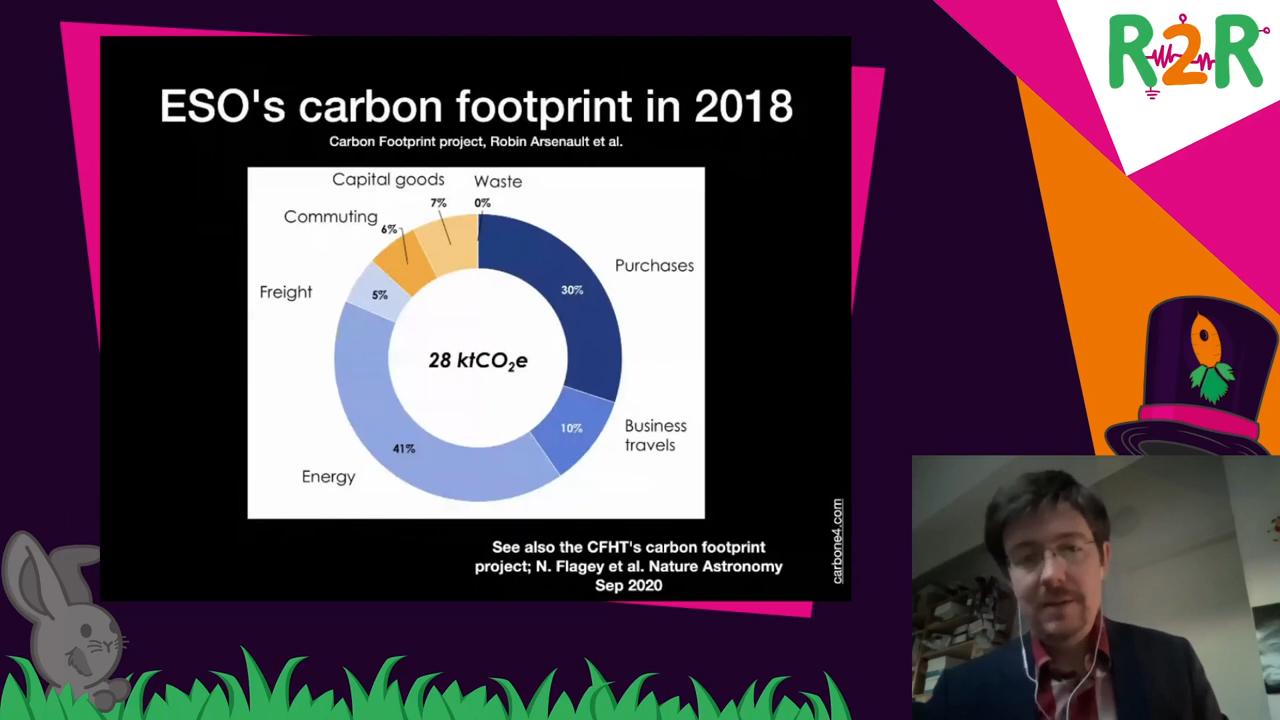 R2R
ESO's carbon footprint in 2018
Carbon Footprint project, Robin Arsenault et al.
Capital goods
Waste
7%
0%
Commuting
6%
Purchases
30%
Freight
5%
28 ktCO₂e
Business
travels
10%
41%
Energy
See also the CFHT's carbon footprint
project; N. Flagey et al. Nature Astronomy
Sep 2020
carbone4.com